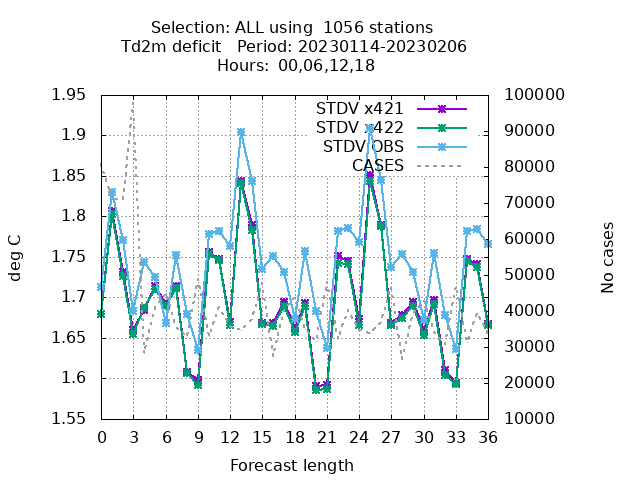 Selection: ALL using  1056 stations
Td2m deficit   Period: 20230114-20230206
Hours:  00,06,12,18
STDV x421
STDV x422
STDV OBS
CASES
deg C
1.95
1.9
1.85
1.8
1.75
1.7
1.65
1.6
1.55
100000
90000
80000
70000
60000
50000
40000
30000
20000
10000
No cases
0 3 6 9 12 15 18 21 24 27 30 33 36
Forecast length